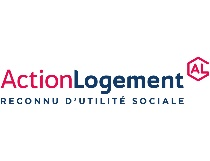 ActionLogement AL
RECONNU D'UTILITÉ SOCIALE